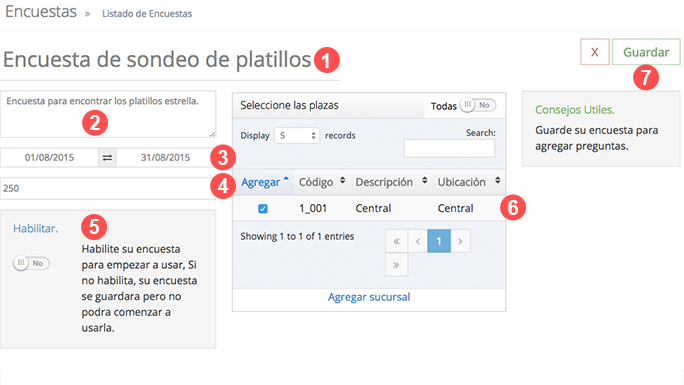 Encuestas » Listado de Encuestas
Encuesta de sondeo de platillos 1
X Guardar
7
Encuesta para encontrar los platillos estrella.
2
01/08/2015 31/08/2015 3
250 4
Habilitar. 5
No
Habilite su encuesta
para empezar a usar, Si
no habilita, su encuesta
se guardara pero no
podra comenzar a
usarla.
Seleccione las plazas Todas No
Display 5 records Search:
Agregar Código Descripción Ubicación
1_001 Central Central 6
Showing 1 to 1 of 1 entries « ‹ 1 ›
»
Agregar sucursal
Consejos Utiles.
Guarde su encuesta para
agregar preguntas.